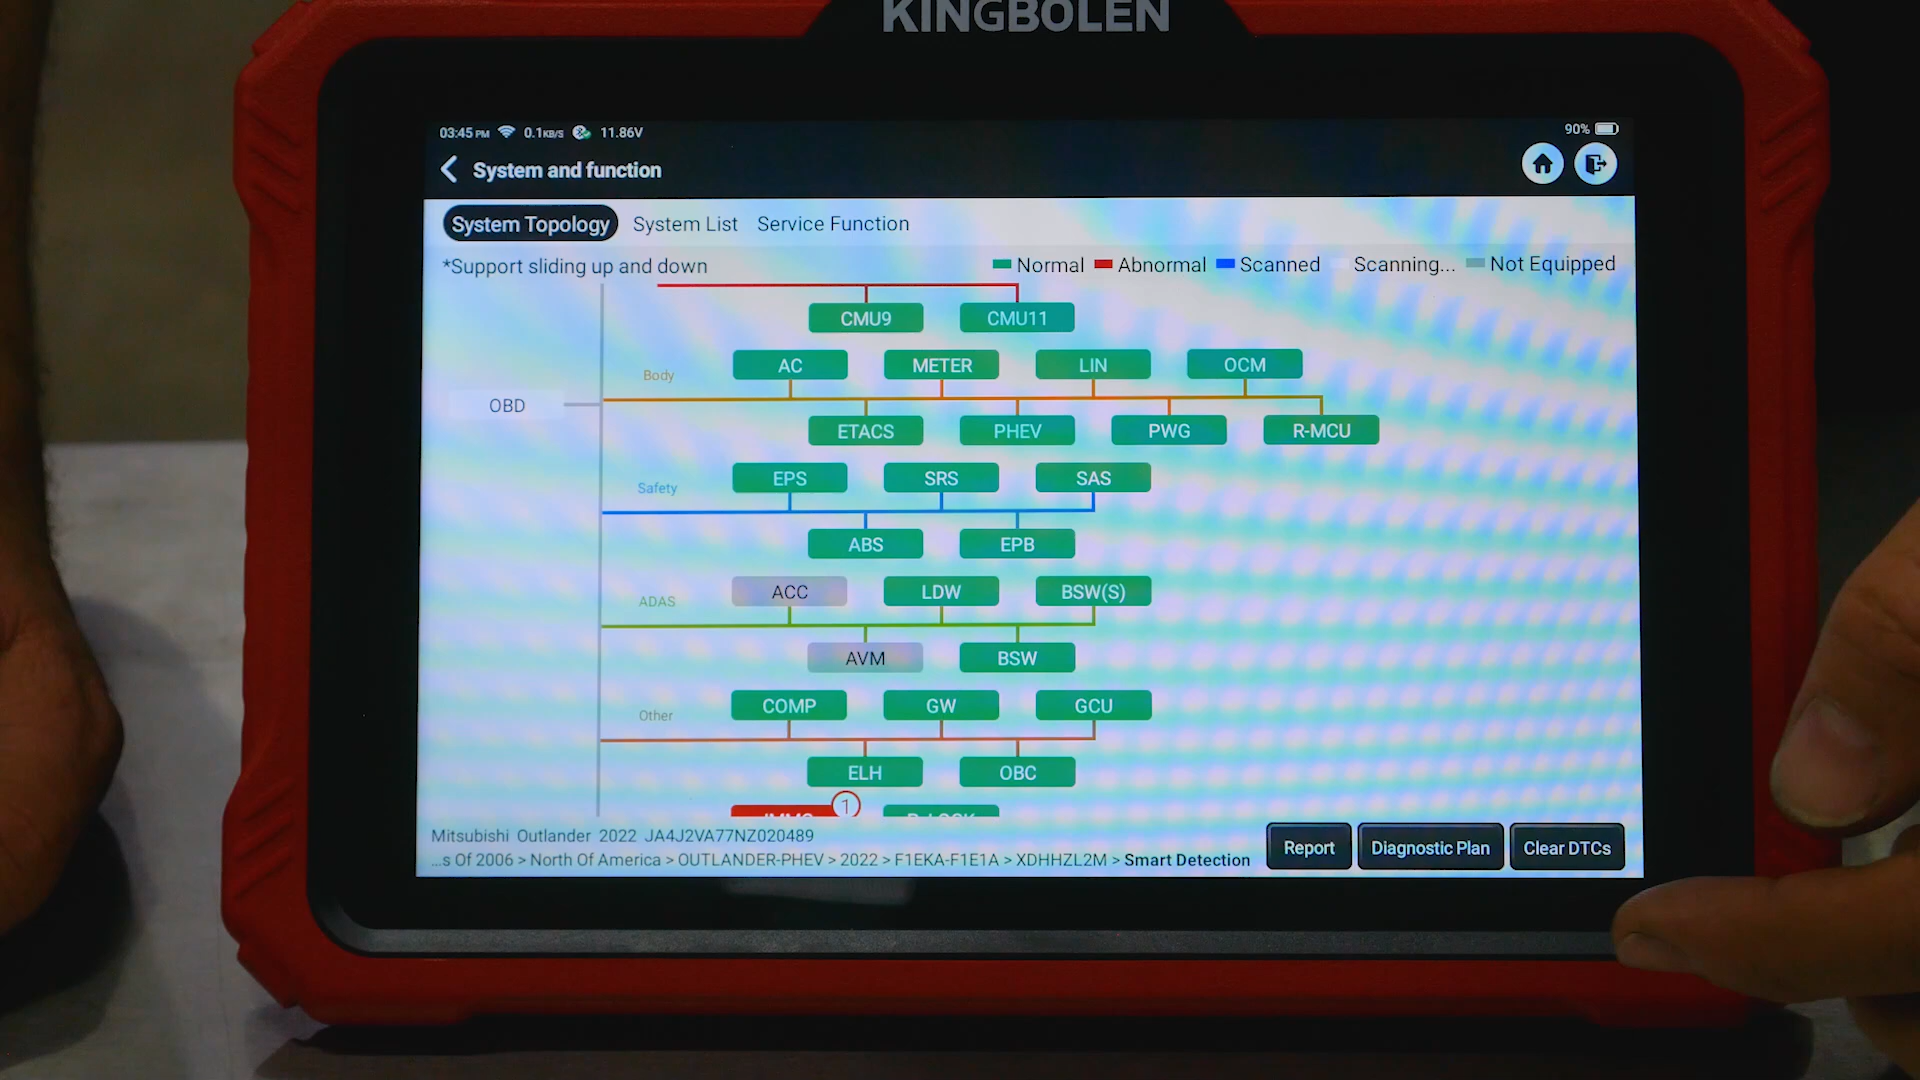 KINGBOLEN
03:45 PM 0.1KB/S 11.86V 90%
System and function
System Topology System List Service Function
*Support sliding up and down Normal Abnormal Scanned Scanning... Not Equipped
CMU9 CMU11
Body AC METER LIN OCM
OBD
ETACS PHEV PWG R-MCU
Safety EPS SRS SAS
ABS EPB
ADAS ACC LDW BSW(S)
AVM BSW
Other COMP GW GCU
ELH OBC
1
Mitsubishi Outlander 2022 JA4J2VA77NZ020489
...s Of 2006 > North Of America > OUTLANDER-PHEV > 2022 > F1EKA-F1E1A > XDHHZL2M > Smart Detection
Report Diagnostic Plan Clear DTCs